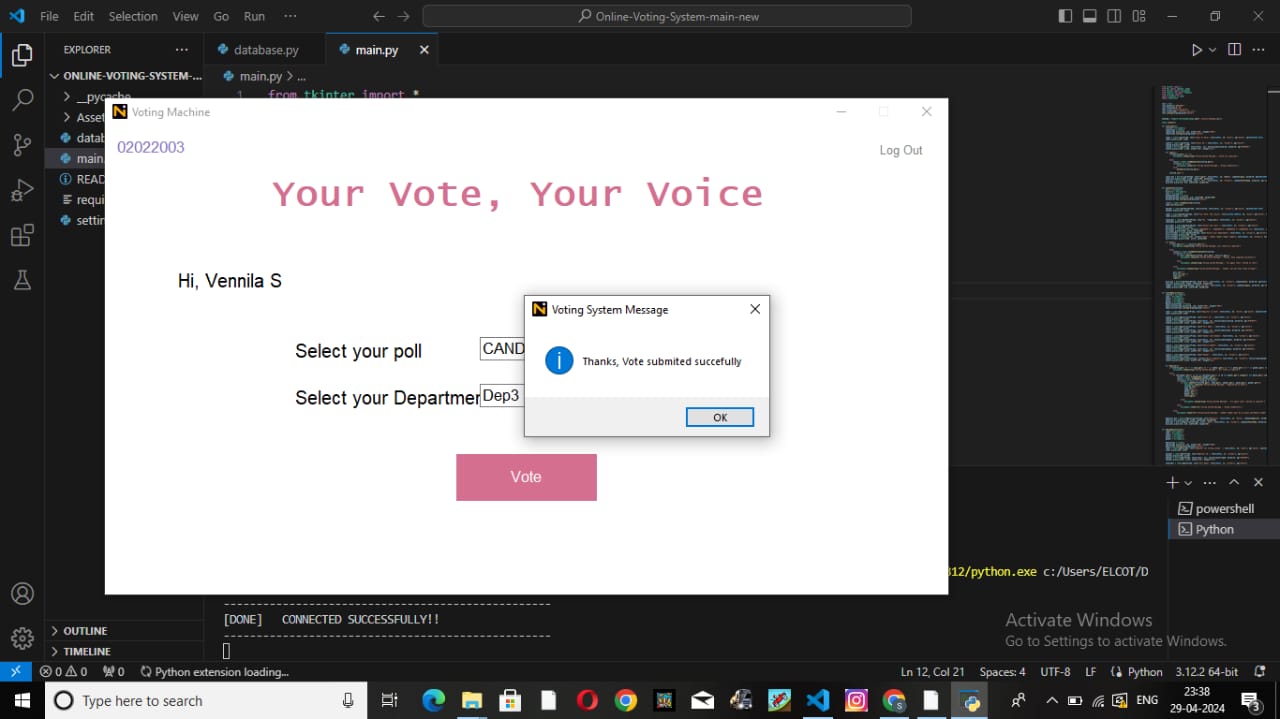 File Edit Selection View Go Run ···
Online-Voting-System-main-new
EXPLORER
database.py
main.py
ONLINE-VOTING-SYSTEM-...
main.py > ...
1 from tkinter import *
__pycache
Asset
datab
main.
READ
requi
settin
Voting Machine
02022003
Log Out
Your Vote, Your Voice
Hi, Vennila S
Select your poll
Select your Departmen
Dep3
Voting System Message
Thanks, Vote submited succefully
OK
Vote
powershell
Python
312/python.exe c:/Users/ELCOT/D
[DONE] CONNECTED SUCCESSFULLY!!
OUTLINE
TIMELINE
Activate Windows
Go to Settings to activate Windows.
0 0 0 Python extension loading...
Ln 12, Col 21 Spaces: 4 UTF-8 LF Python 3.12.2 64-bit
Type here to search
ENG
23:38
29-04-2024
3